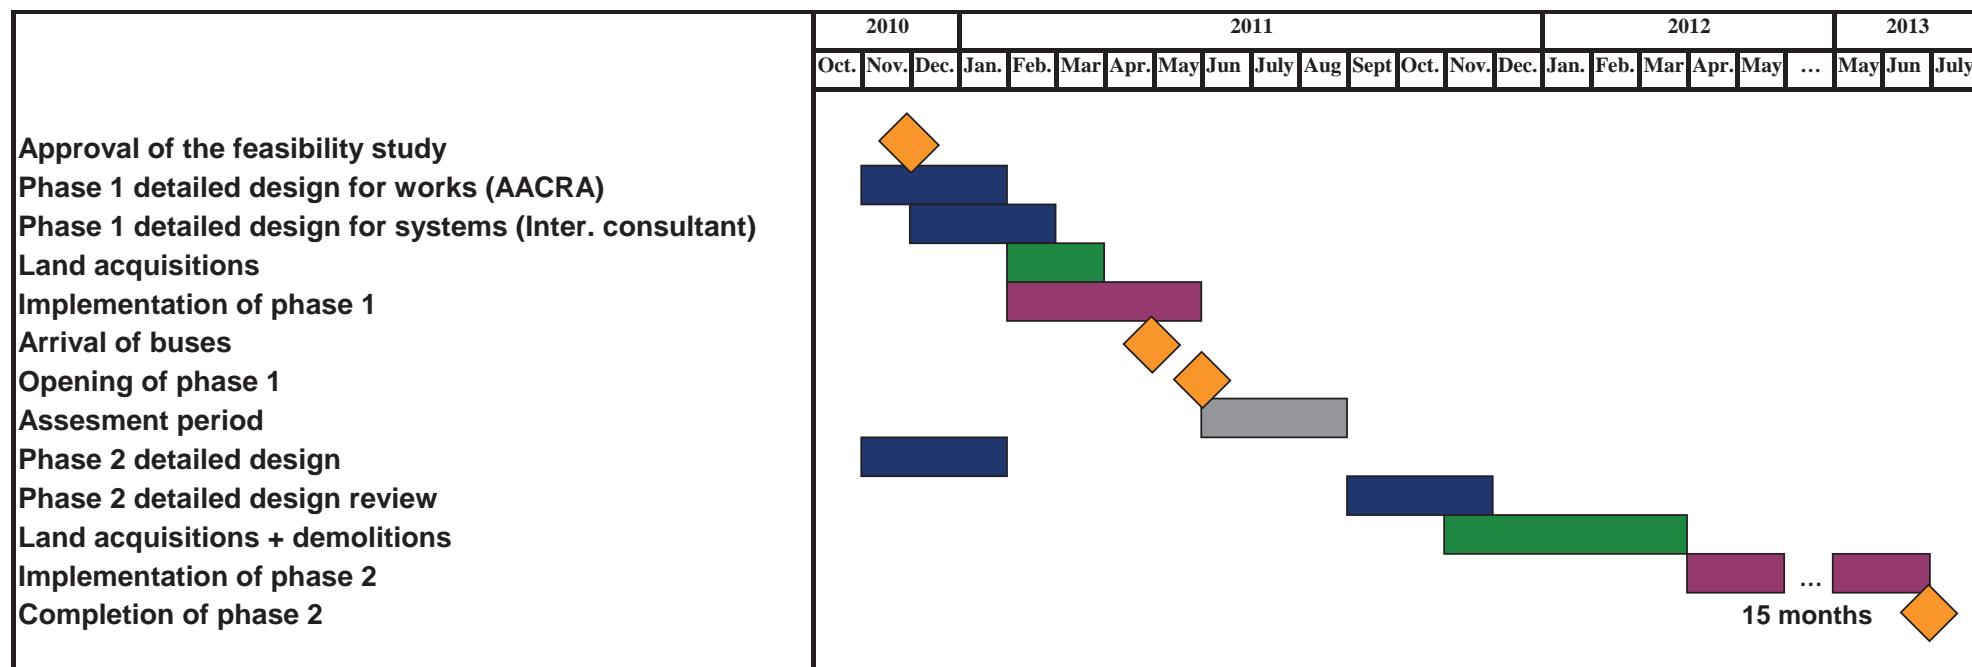 2010 2011 2012 2013
Oct. Nov. Dec. Jan. Feb. Mar Apr. May Jun July Aug Sept Oct. Nov. Dec. Jan. Feb. Mar Apr. May ... May Jun July
Approval of the feasibility study
Phase 1 detailed design for works (AACRA)
Phase 1 detailed design for systems (Inter. consultant)
Land acquisitions
Implementation of phase 1
Arrival of buses
Opening of phase 1
Assesment period
Phase 2 detailed design
Phase 2 detailed design review
Land acquisitions + demolitions
Implementation of phase 2 ...
Completion of phase 2 15 months